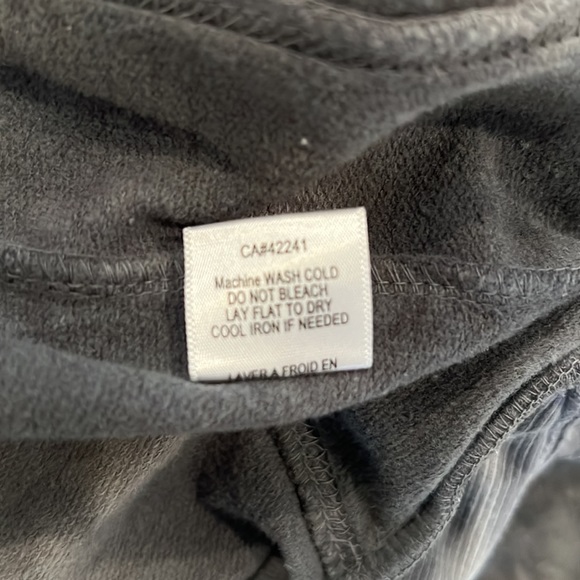 CA#42241
Machine WASH COLD
DO NOT BLEACH
LAY FLAT TO DRY
COOL IRON IF NEEDED
LAVER A FROID EN